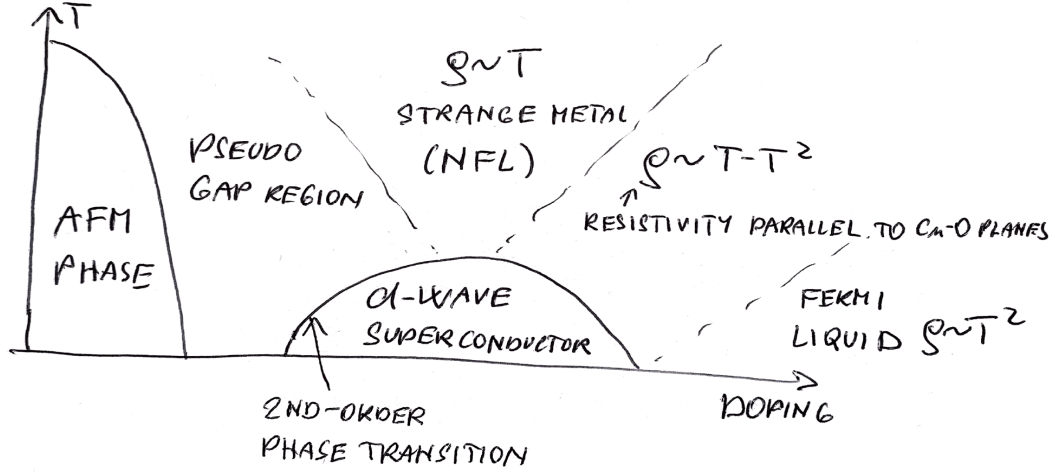 T
ρ~T
STRANGE METAL
(NFL)
PSEUDO
GAP REGION
ρ~T-T²
RESISTIVITY PARALLEL TO Cu-O PLANES
AFM
PHASE
d-WAVE
SUPERCONDUCTOR
FERMI
LIQUID ρ~T²
DOPING
2ND-ORDER
PHASE TRANSITION